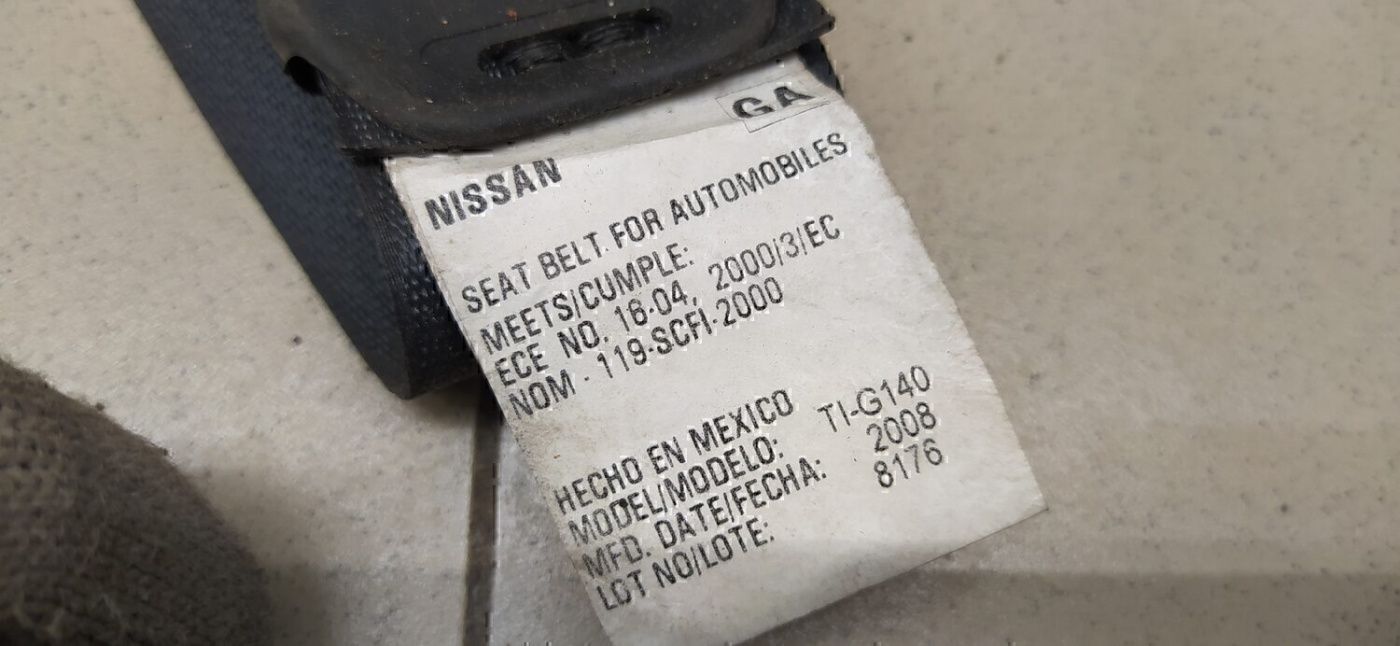 GA
NISSAN
SEAT BELT FOR AUTOMOBILES
MEETS/CUMPLE:
ECE NO. 16-04, 2000/3/EC
NOM - 119-SCFI-2000
HECHO EN MEXICO
MODEL/MODELO: TI-G140
MFD. DATE/FECHA: 2008
LOT NO/LOTE: 8176